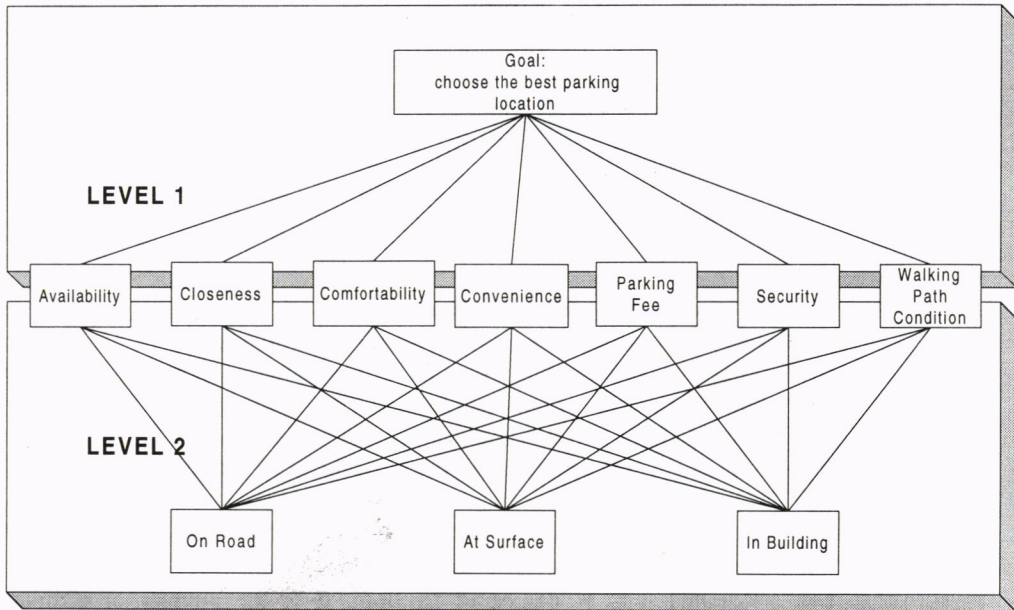 Goal:
choose the best parking
location
LEVEL 1
Availability
Closeness
Comfortability
Convenience
Parking
Fee
Security
Walking
Path
Condition
LEVEL 2
On Road
At Surface
In Building